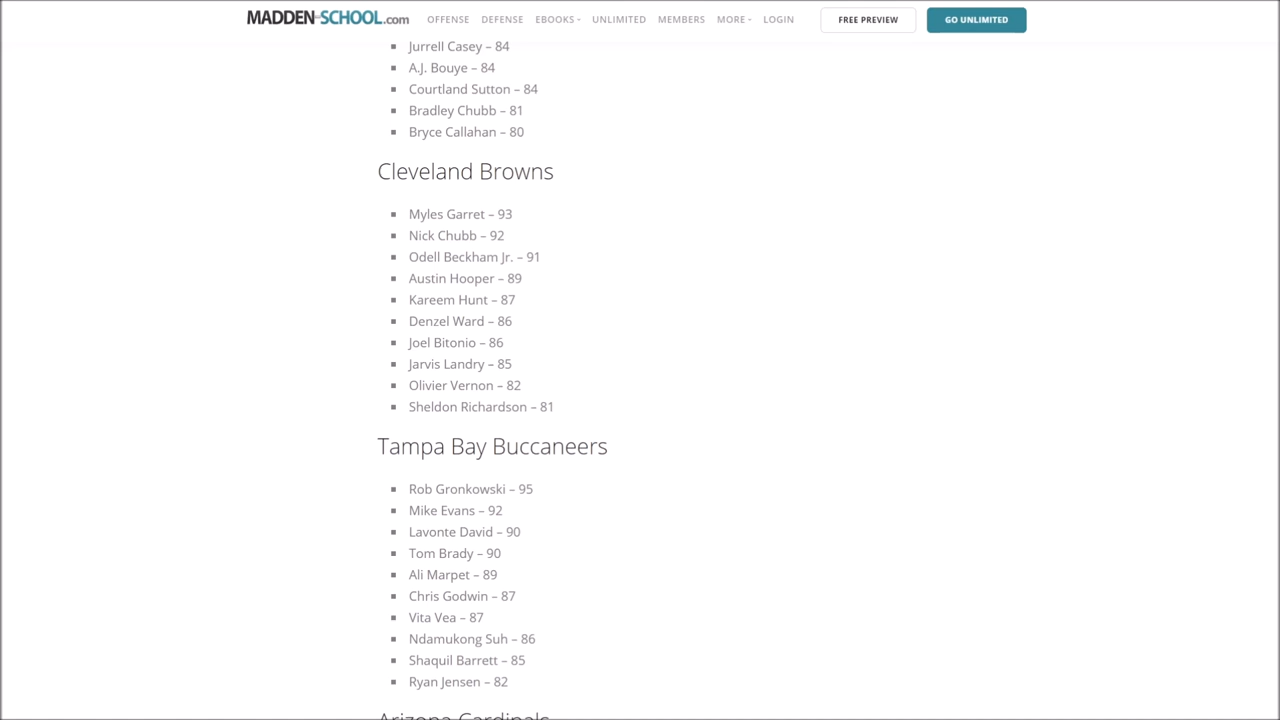 MADDEN-SCHOOL.com OFFENSE DEFENSE EBOOKS UNLIMITED MEMBERS MORE LOGIN FREE PREVIEW GO UNLIMITED
Jurrell Casey – 84
A.J. Bouye – 84
Courtland Sutton – 84
Bradley Chubb – 81
Bryce Callahan – 80
Cleveland Browns
Myles Garret – 93
Nick Chubb – 92
Odell Beckham Jr. – 91
Austin Hooper – 89
Kareem Hunt – 87
Denzel Ward – 86
Joel Bitonio – 86
Jarvis Landry – 85
Olivier Vernon – 82
Sheldon Richardson – 81
Tampa Bay Buccaneers
Rob Gronkowski – 95
Mike Evans – 92
Lavonte David – 90
Tom Brady – 90
Ali Marpet – 89
Chris Godwin – 87
Vita Vea – 87
Ndamukong Suh – 86
Shaquil Barrett – 85
Ryan Jensen – 82
Arizona Cardinals